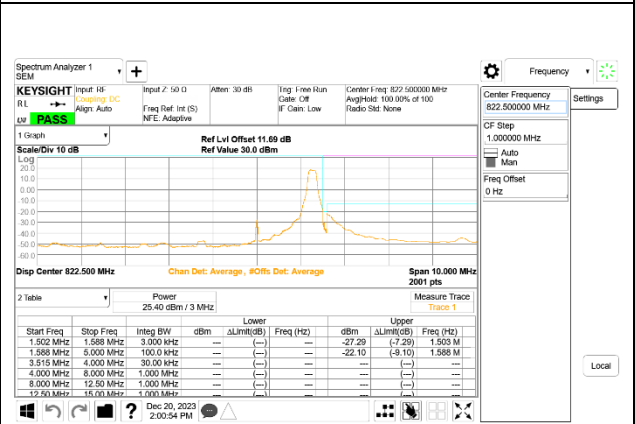 Spectrum Analyzer 1
SEM
+
Frequency
KEYSIGHT
RL
PASS
Input: RF
Coupling: DC
Align: Auto
Input Z: 50 Ω
Freq Ref: Int (S)
NFE: Adaptive
Atten: 30 dB
Trig: Free Run
Gate: Off
IF Gain: Low
Center Freq: 822.500000 MHz
Avg|Hold: 100.00% of 100
Radio Std: None
Center Frequency
822.500000 MHz
Settings
CF Step
1.000000 MHz
Auto
Man
Freq Offset
0 Hz
1 Graph
Scale/Div 10 dB
Ref Lvl Offset 11.69 dB
Ref Value 30.0 dBm
Log
20.0
10.0
0.00
-10.0
-20.0
-30.0
-40.0
-50.0
-60.0
Disp Center 822.500 MHz
Chan Det: Average, #Offs Det: Average
Span 10.000 MHz
2001 pts
2 Table
Power
25.40 dBm / 3 MHz
Measure Trace
Trace 1
Lower Upper
Start Freq Stop Freq Integ BW dBm ΔLimit(dB) Freq (Hz) dBm ΔLimit(dB) Freq (Hz)
1.502 MHz 1.588 MHz 3.000 kHz --- (---) --- -27.29 (-7.29) 1.503 M
1.588 MHz 5.000 MHz 100.0 kHz --- (---) --- -22.10 (-9.10) 1.588 M
3.515 MHz 4.000 MHz 30.00 kHz --- (---) --- --- (---) ---
4.000 MHz 8.000 MHz 1.000 MHz --- (---) --- --- (---) ---
8.000 MHz 12.50 MHz 1.000 MHz --- (---) --- --- (---) ---
12.50 MHz 15.00 MHz 1.000 MHz --- (---) --- --- (---) ---
Local
? Dec 20, 2023
2:00:54 PM